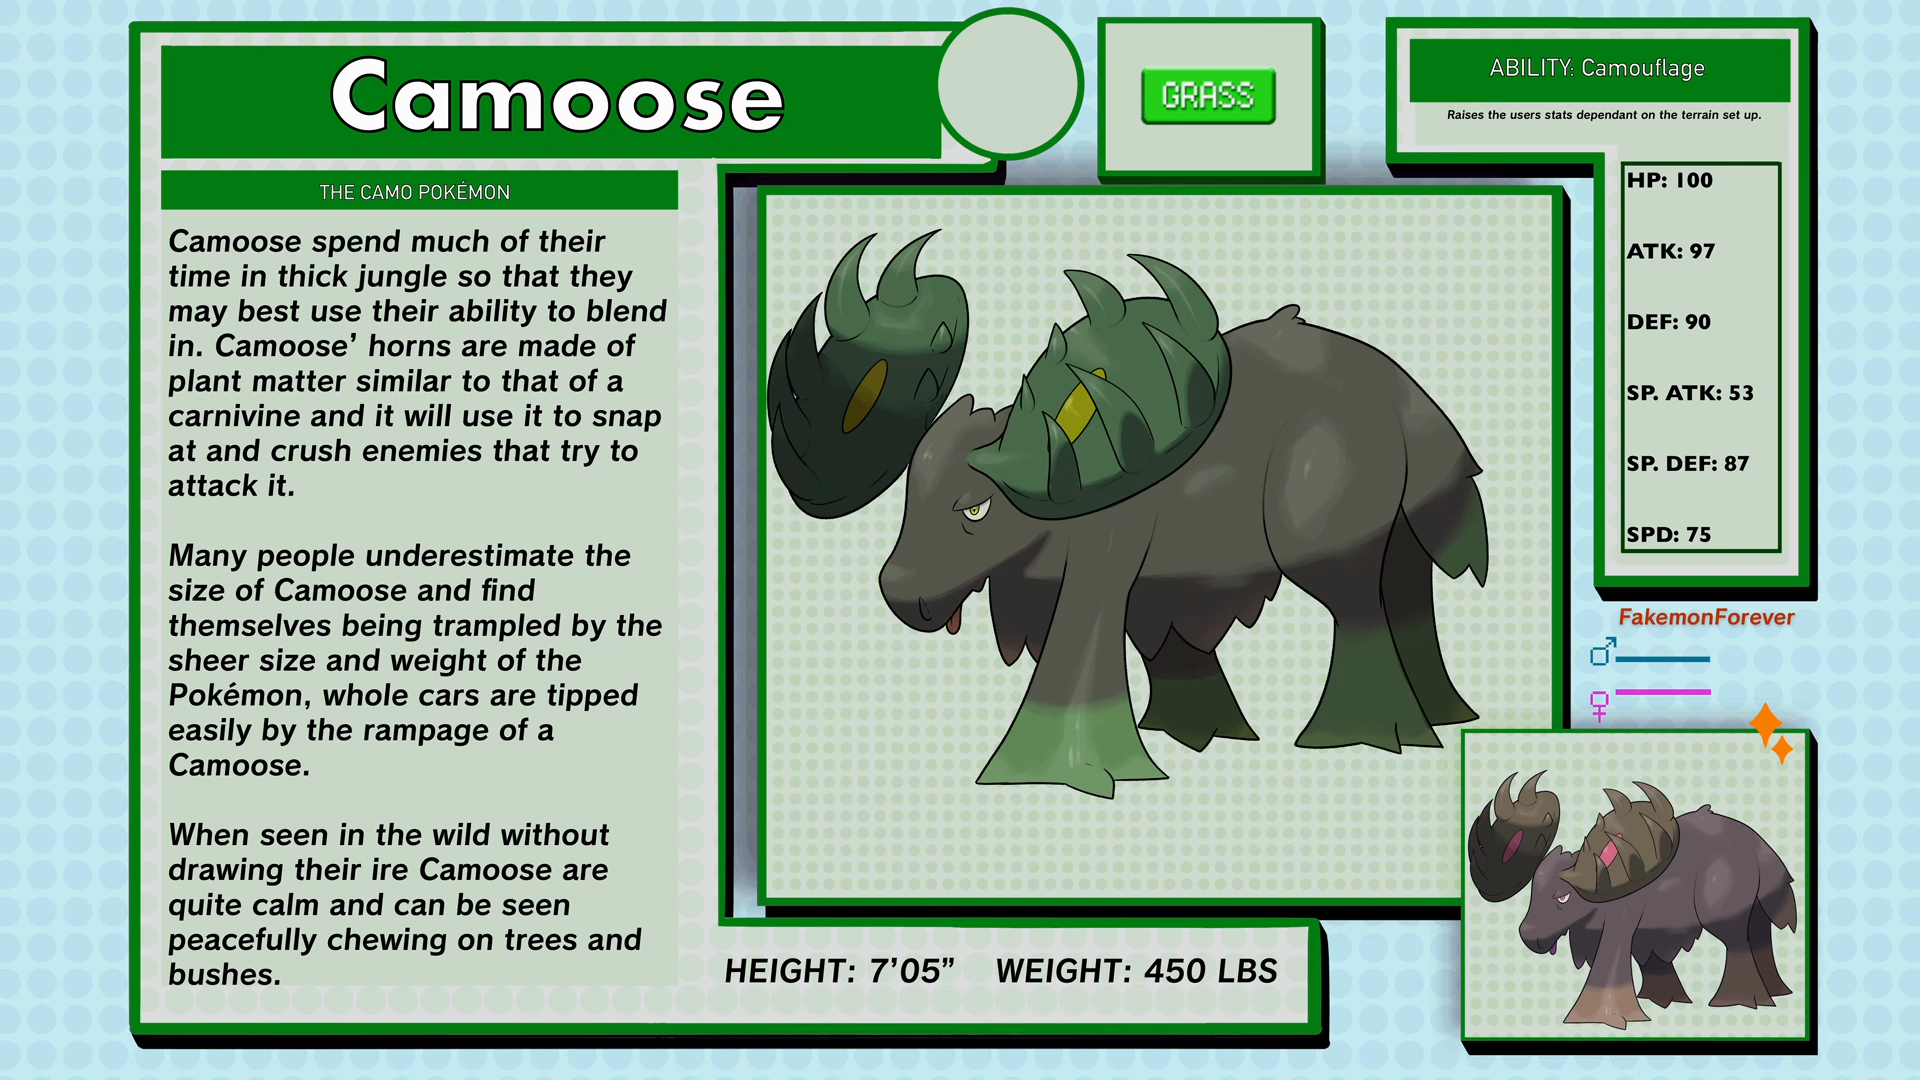 Camoose
GRASS
ABILITY: Camouflage
Raises the users stats dependant on the terrain set up.
THE CAMO POKÉMON
Camoose spend much of their
time in thick jungle so that they
may best use their ability to blend
in. Camoose’ horns are made of
plant matter similar to that of a
carnivine and it will use it to snap
at and crush enemies that try to
attack it.
Many people underestimate the
size of Camoose and find
themselves being trampled by the
sheer size and weight of the
Pokémon, whole cars are tipped
easily by the rampage of a
Camoose.
When seen in the wild without
drawing their ire Camoose are
quite calm and can be seen
peacefully chewing on trees and
bushes.
HP: 100
ATK: 97
DEF: 90
SP. ATK: 53
SP. DEF: 87
SPD: 75
FakemonForever
HEIGHT: 7’05” WEIGHT: 450 LBS